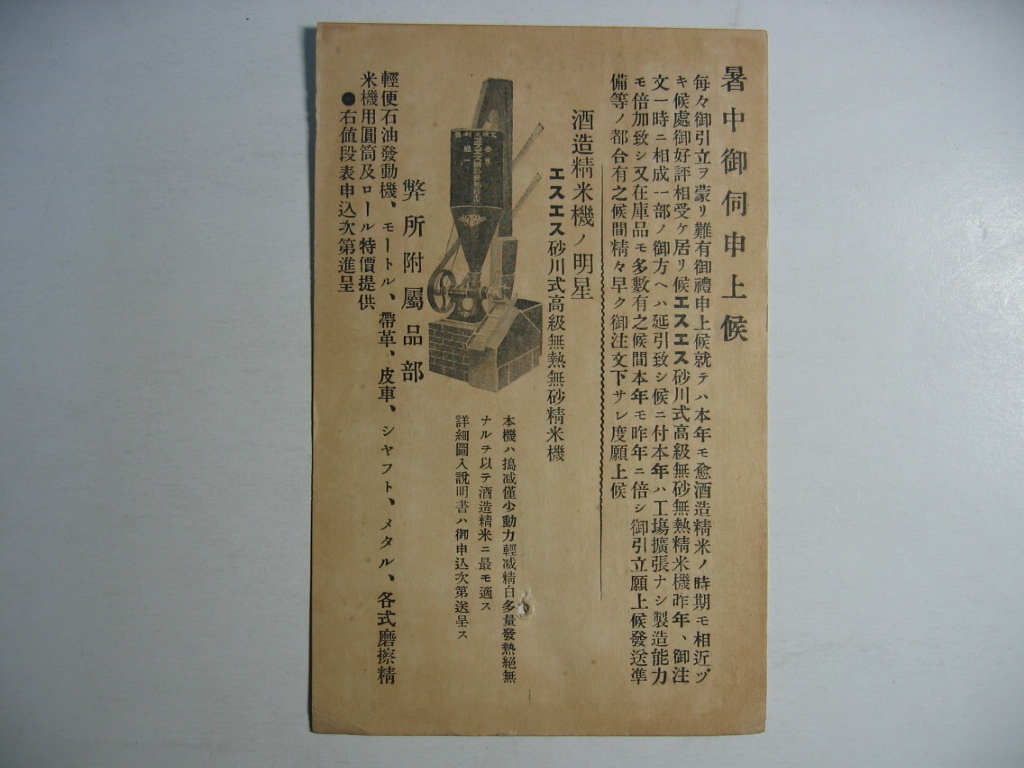 暑中御伺申上候
每々御引立ヲ蒙リ難有御禮申上候就テハ本年モ愈酒造精米ノ時期モ相近ヅ
キ候處御好評相受ケ居リ候エスエス砂川式高級無砂無熱精米機昨年、御注
文一時ニ相成一部ノ御方ヘハ延引致シ候ニ付本年ハ工場擴張ナシ製造能力
モ倍加致シ又在庫品モ多數有之候間本年モ昨年ニ倍シ御引立願上候發送準
備等ノ都合有之候間精々早ク御注文下サレ度願上候
酒造精米機ノ明星
エスエス砂川式高級無熱無砂精米機
本機ハ搗减僅少動力輕减精白多量發熱絕無
ナルヲ以テ酒造精米ニ最モ適ス
詳細圖入說明書ハ御申込次第送呈ス
弊所附屬品部
輕便石油發動機、モートル、帶革、皮車、シヤフト、メタル、各式磨擦精
米機用圓筒及ロール特價提供
●右値段表申込次第進呈